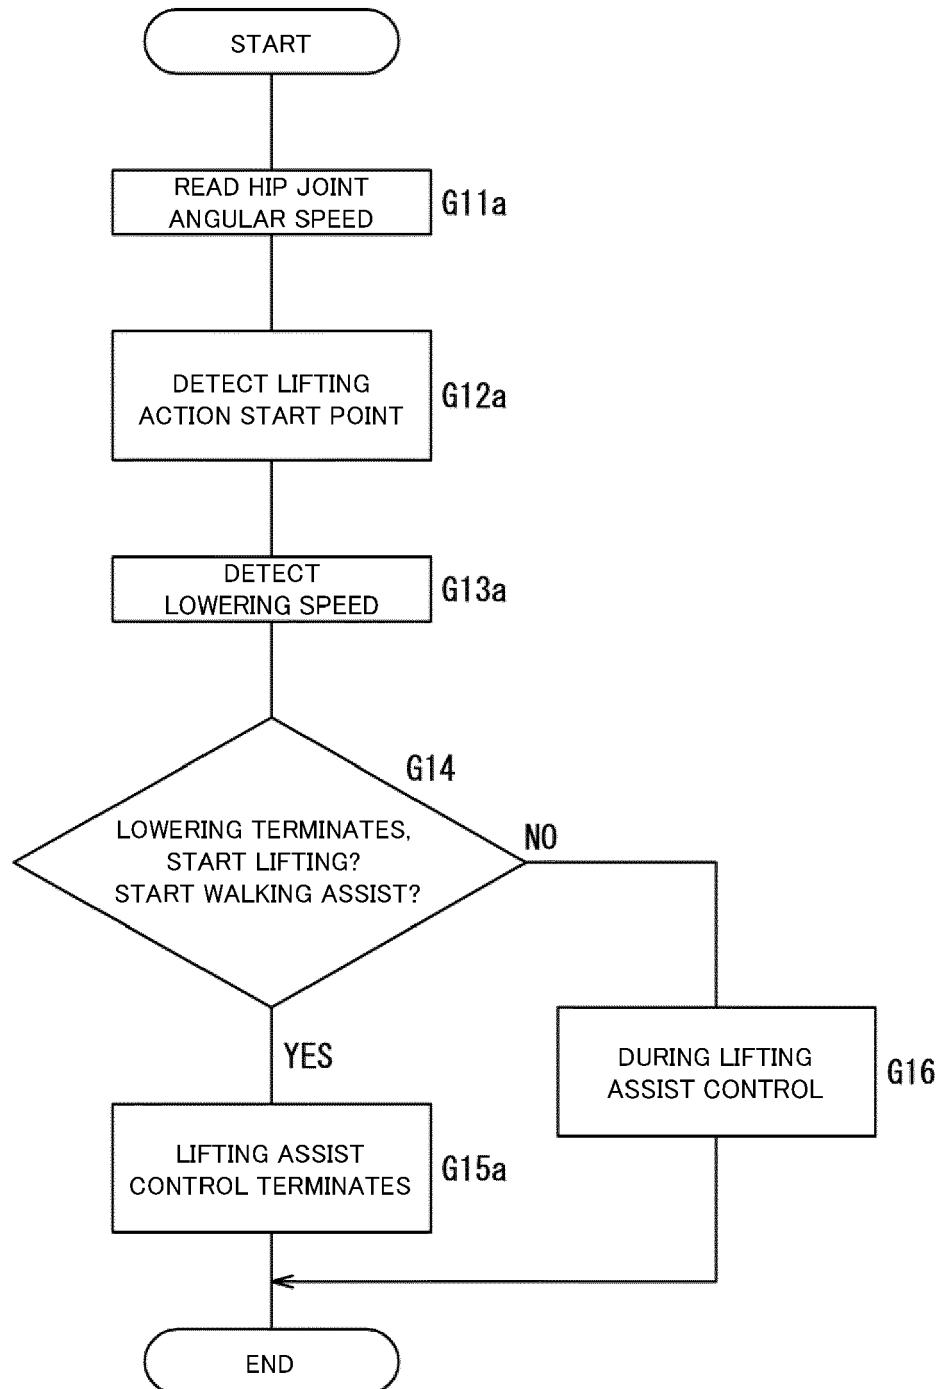 START
READ HIP JOINT
ANGULAR SPEED
G11a
DETECT LIFTING
ACTION START POINT
G12a
DETECT
LOWERING SPEED
G13a
G14
LOWERING TERMINATES,
START LIFTING?
START WALKING ASSIST?
NO
YES
DURING LIFTING
ASSIST CONTROL
G16
LIFTING ASSIST
CONTROL TERMINATES
G15a
END